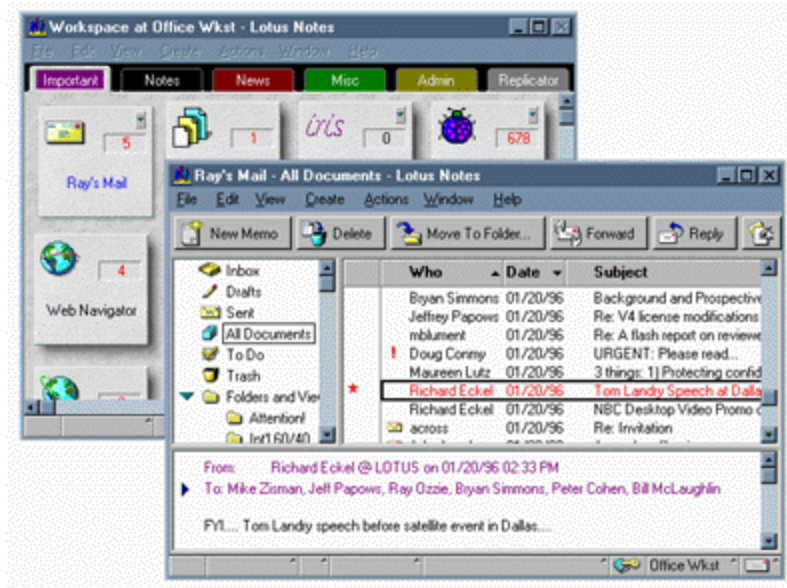 Workspace at Office Wkst - Lotus Notes
File Edit View Create Actions Window Help
Important Notes News Misc Admin Replicator
5 1 iris 0 678
Ray's Mail
4
Web Navigator
Ray's Mail - All Documents - Lotus Notes
File Edit View Create Actions Window Help
New Memo Delete Move To Folder... Forward Reply
Inbox
Drafts
Sent
All Documents
To Do
Trash
Folders and Vie
Attention!
Int'l 60/40
Who Date Subject
Bryan Simmons 01/20/96 Background and Prospective
Jeffrey Papows 01/20/96 Re: V4 license modifications
mblument 01/20/96 Re: A flash report on reviewe
! Doug Conmy 01/20/96 URGENT: Please read...
Maureen Lutz 01/20/96 3 things: 1) Protecting confid
Richard Eckel 01/20/96 Tom Landy Speech at Dalla
Richard Eckel 01/20/96 NBC Desktop Video Promo
across 01/20/96 Re: Invitation
From: Richard Eckel @ LOTUS on 01/20/96 02:33 PM
To: Mike Zisman, Jeff Papows, Ray Ozzie, Bryan Simmons, Peter Cohen, Bill McLaughlin
FYI.... Tom Landy speech before satellite event in Dallas....
Office Wkst